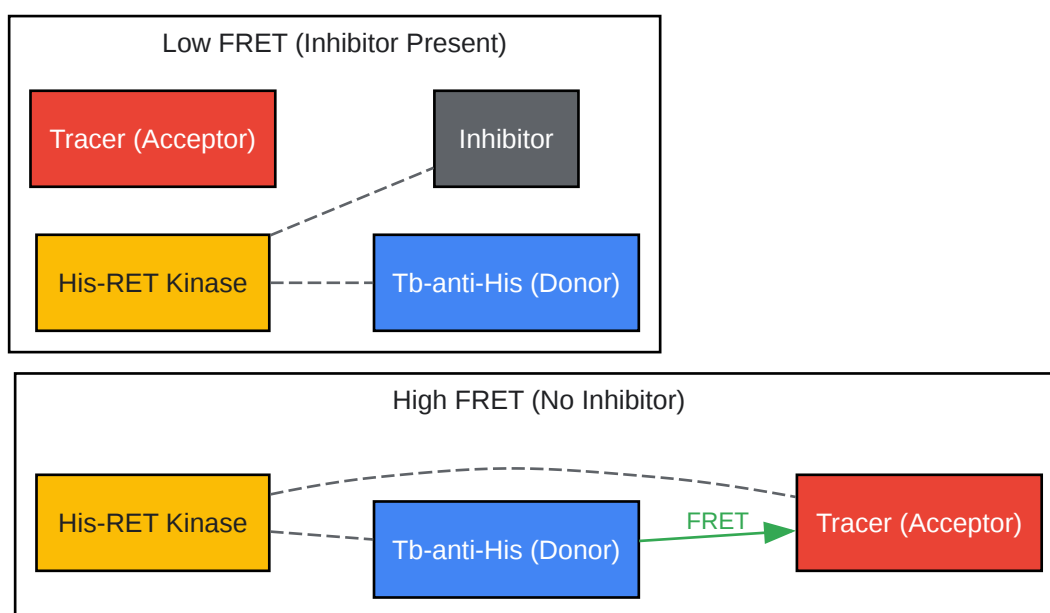 Low FRET (Inhibitor Present)
Tracer (Acceptor)
Inhibitor
His-RET Kinase
Tb-anti-His (Donor)
High FRET (No Inhibitor)
His-RET Kinase
Tb-anti-His (Donor)
FRET
Tracer (Acceptor)